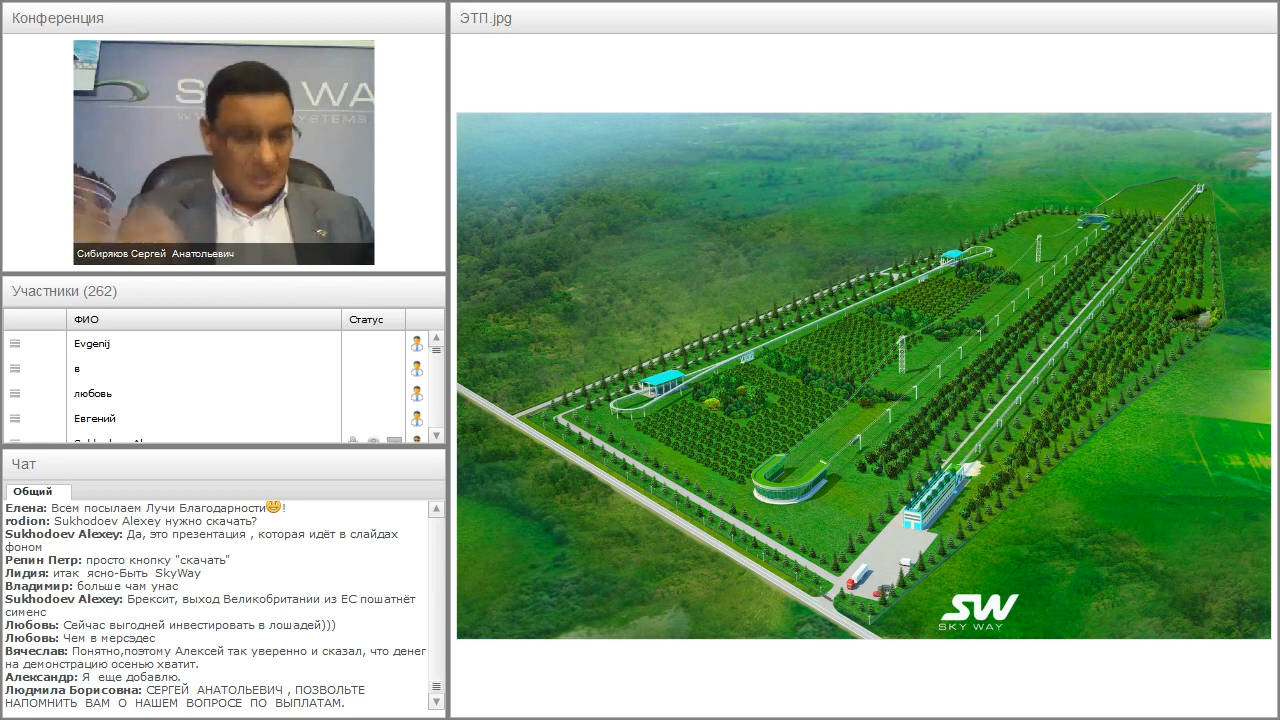 Конференция
SKY WA
Сибиряков Сергей Анатольевич
Участники (262)
ФИО
Статус
Evgenij
в
любовь
Евгений
Чат
Общий
Елена: Всем посылаем Лучи Благодарности!
rodion: Sukhodoev Alexey нужно скачать?
Sukhodoev Alexey: Да, это презентация , которая идёт в слайдах
фоном
Репин Петр: просто кнопку "скачать"
Лидия: итак ясно-Быть SkyWay
Владимир: больше чам унас
Sukhodoev Alexey: Брексит, выход Великобритании из ЕС пошатнёт
сименс
Любовь: Сейчас выгодней инвестировать в лошадей)))
Любовь: Чем в мерсэдес
Вячеслав: Понятно,поэтому Алексей так уверенно и сказал, что денег
на демонстрацию осенью хватит.
Александр: Я еще добавлю.
Людмила Борисовна: СЕРГЕЙ АНАТОЛЬЕВИЧ , ПОЗВОЛЬТЕ
НАПОМНИТЬ ВАМ О НАШЕМ ВОПРОСЕ ПО ВЫПЛАТАМ.
ЭТП.jpg
SW
SKY WAY